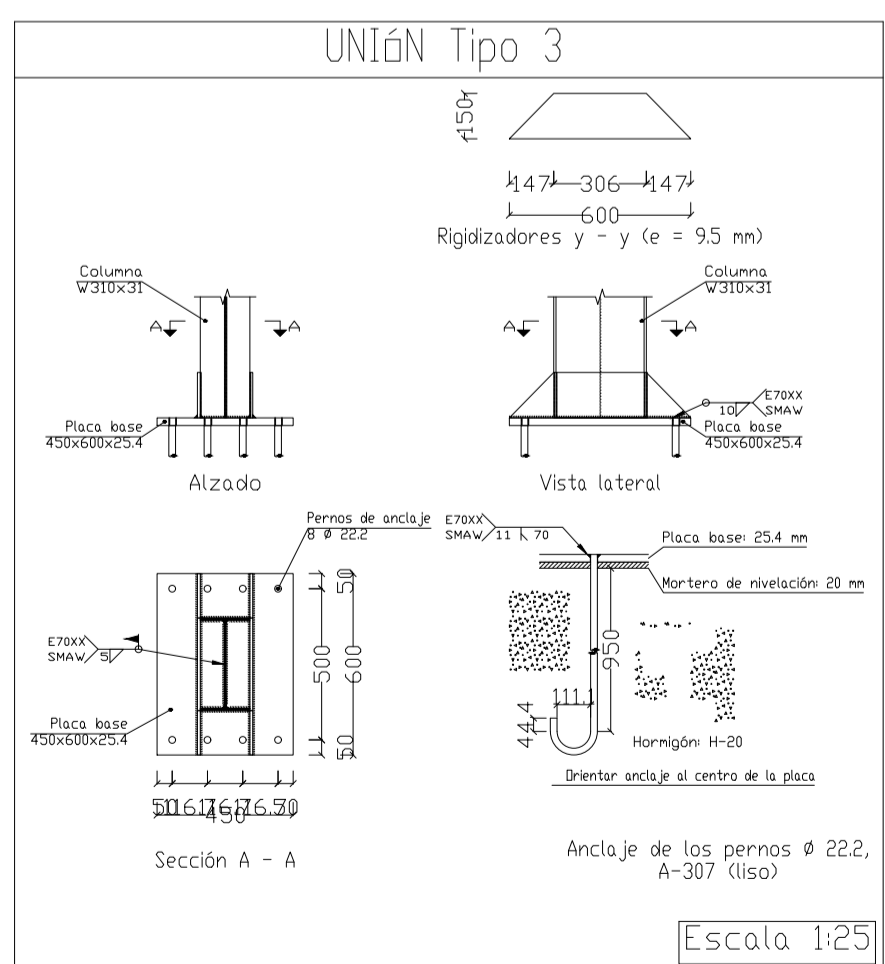 UNIóN Tipo 3
150
147 306 147
600
Rigidizadores y - y (e = 9.5 mm)
Columna
W310x31
A A
Placa base
450x600x25.4
Alzado
Columna
W310x31
A A
E70XX
SMAW
10
Placa base
450x600x25.4
Vista lateral
Pernos de anclaje
8 Ø 22.2
50
500
600
50
E70XX
SMAW
5
Placa base
450x600x25.4
50
50
450
Sección A - A
E70XX
SMAW
11
70
Placa base: 25.4 mm
Mortero de nivelación: 20 mm
950
111.1
44.4
Hormigón: H-20
Orientar anclaje al centro de la placa
Anclaje de los pernos Ø 22.2,
A-307 (liso)
Escala 1:25